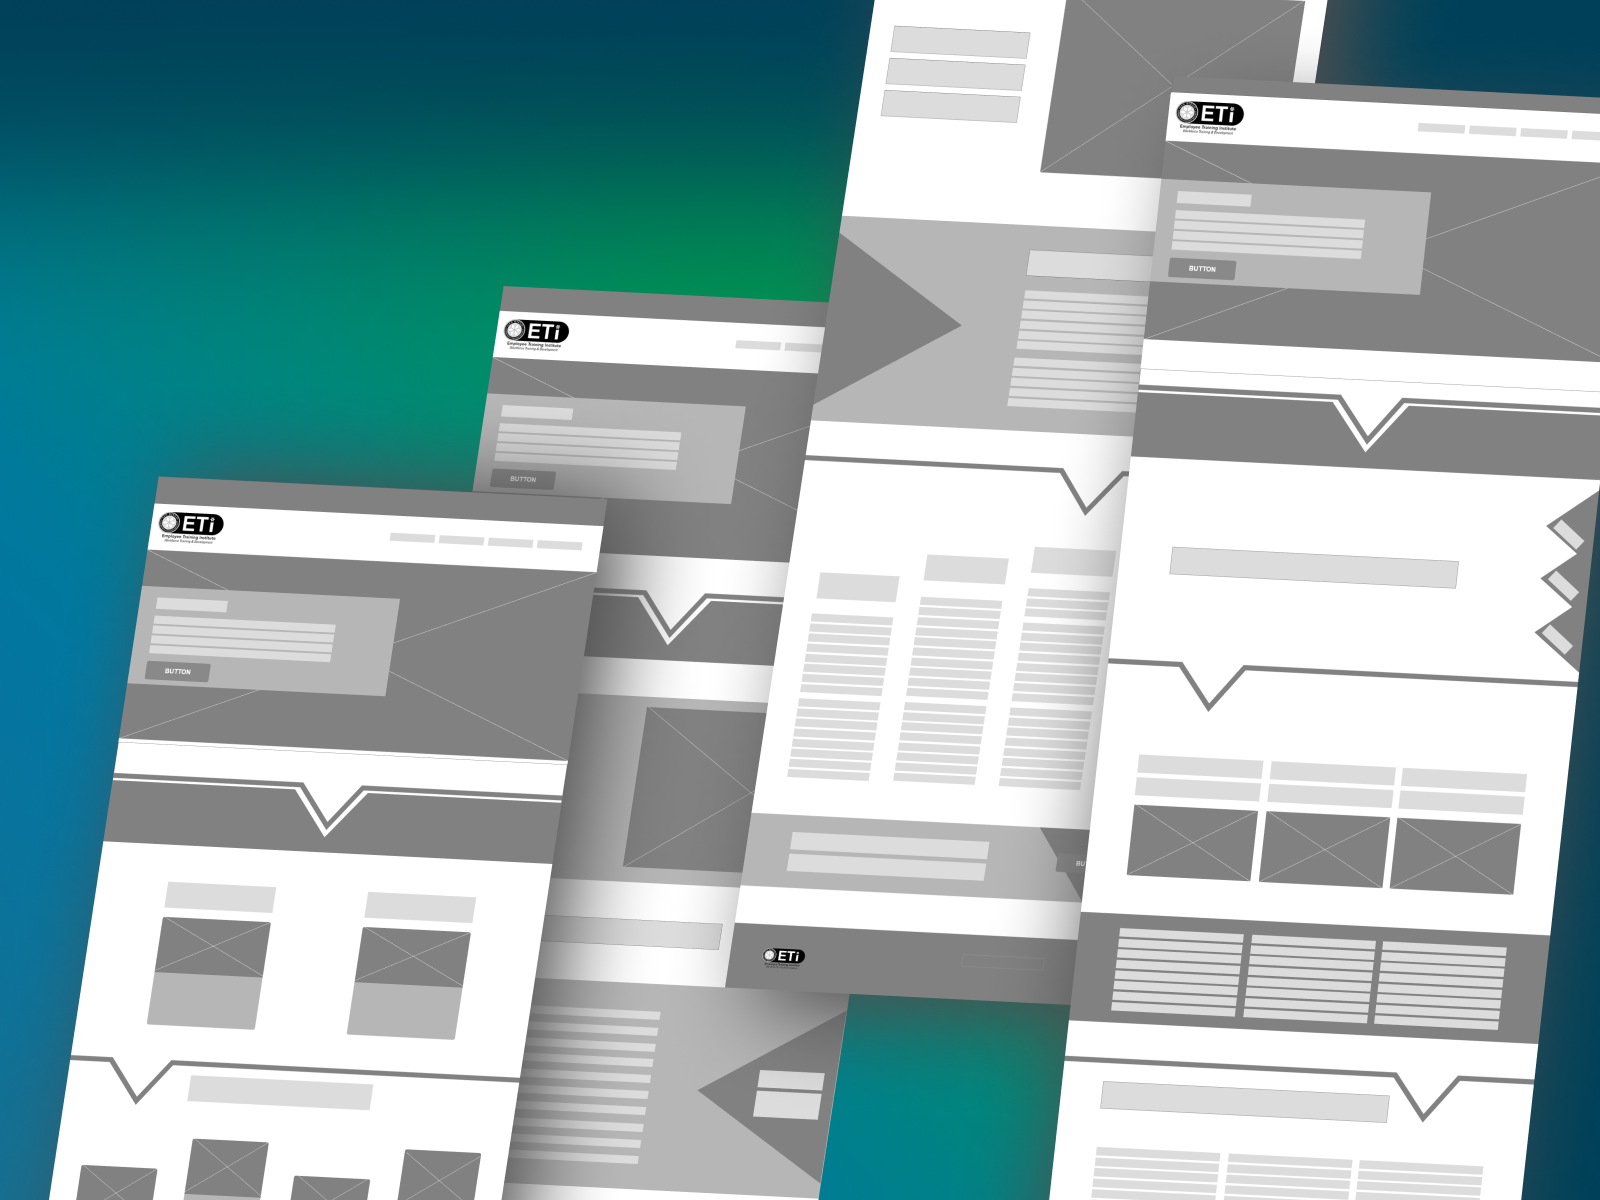 ETi
Employee Training Institute
Workforce Training & Development
BUTTON
ETi
Employee Training Institute
Workforce Training & Development
BUTTON
ETi
Employee Training Institute
Workforce Training & Development
BUTTON
BU
ETi